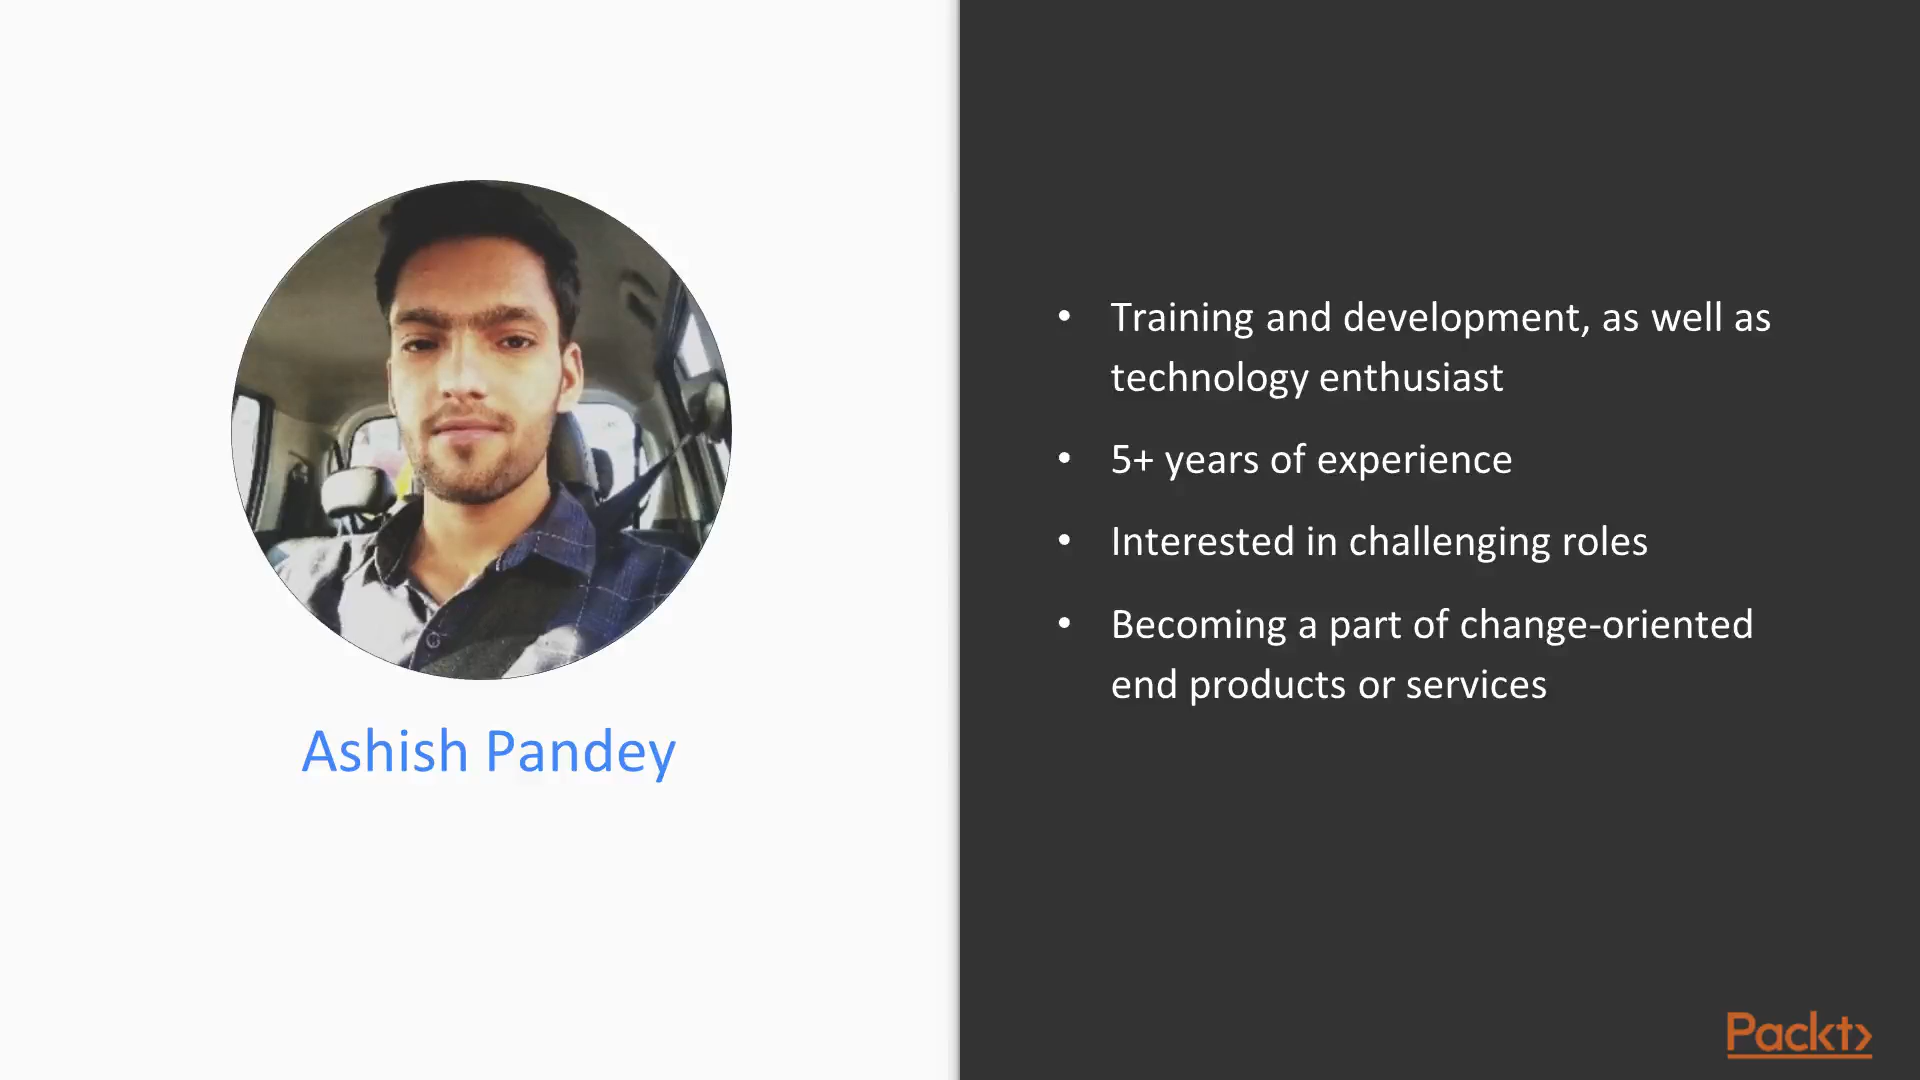 Ashish Pandey
• Training and development, as well as
technology enthusiast
• 5+ years of experience
• Interested in challenging roles
• Becoming a part of change-oriented
end products or services
Packt>